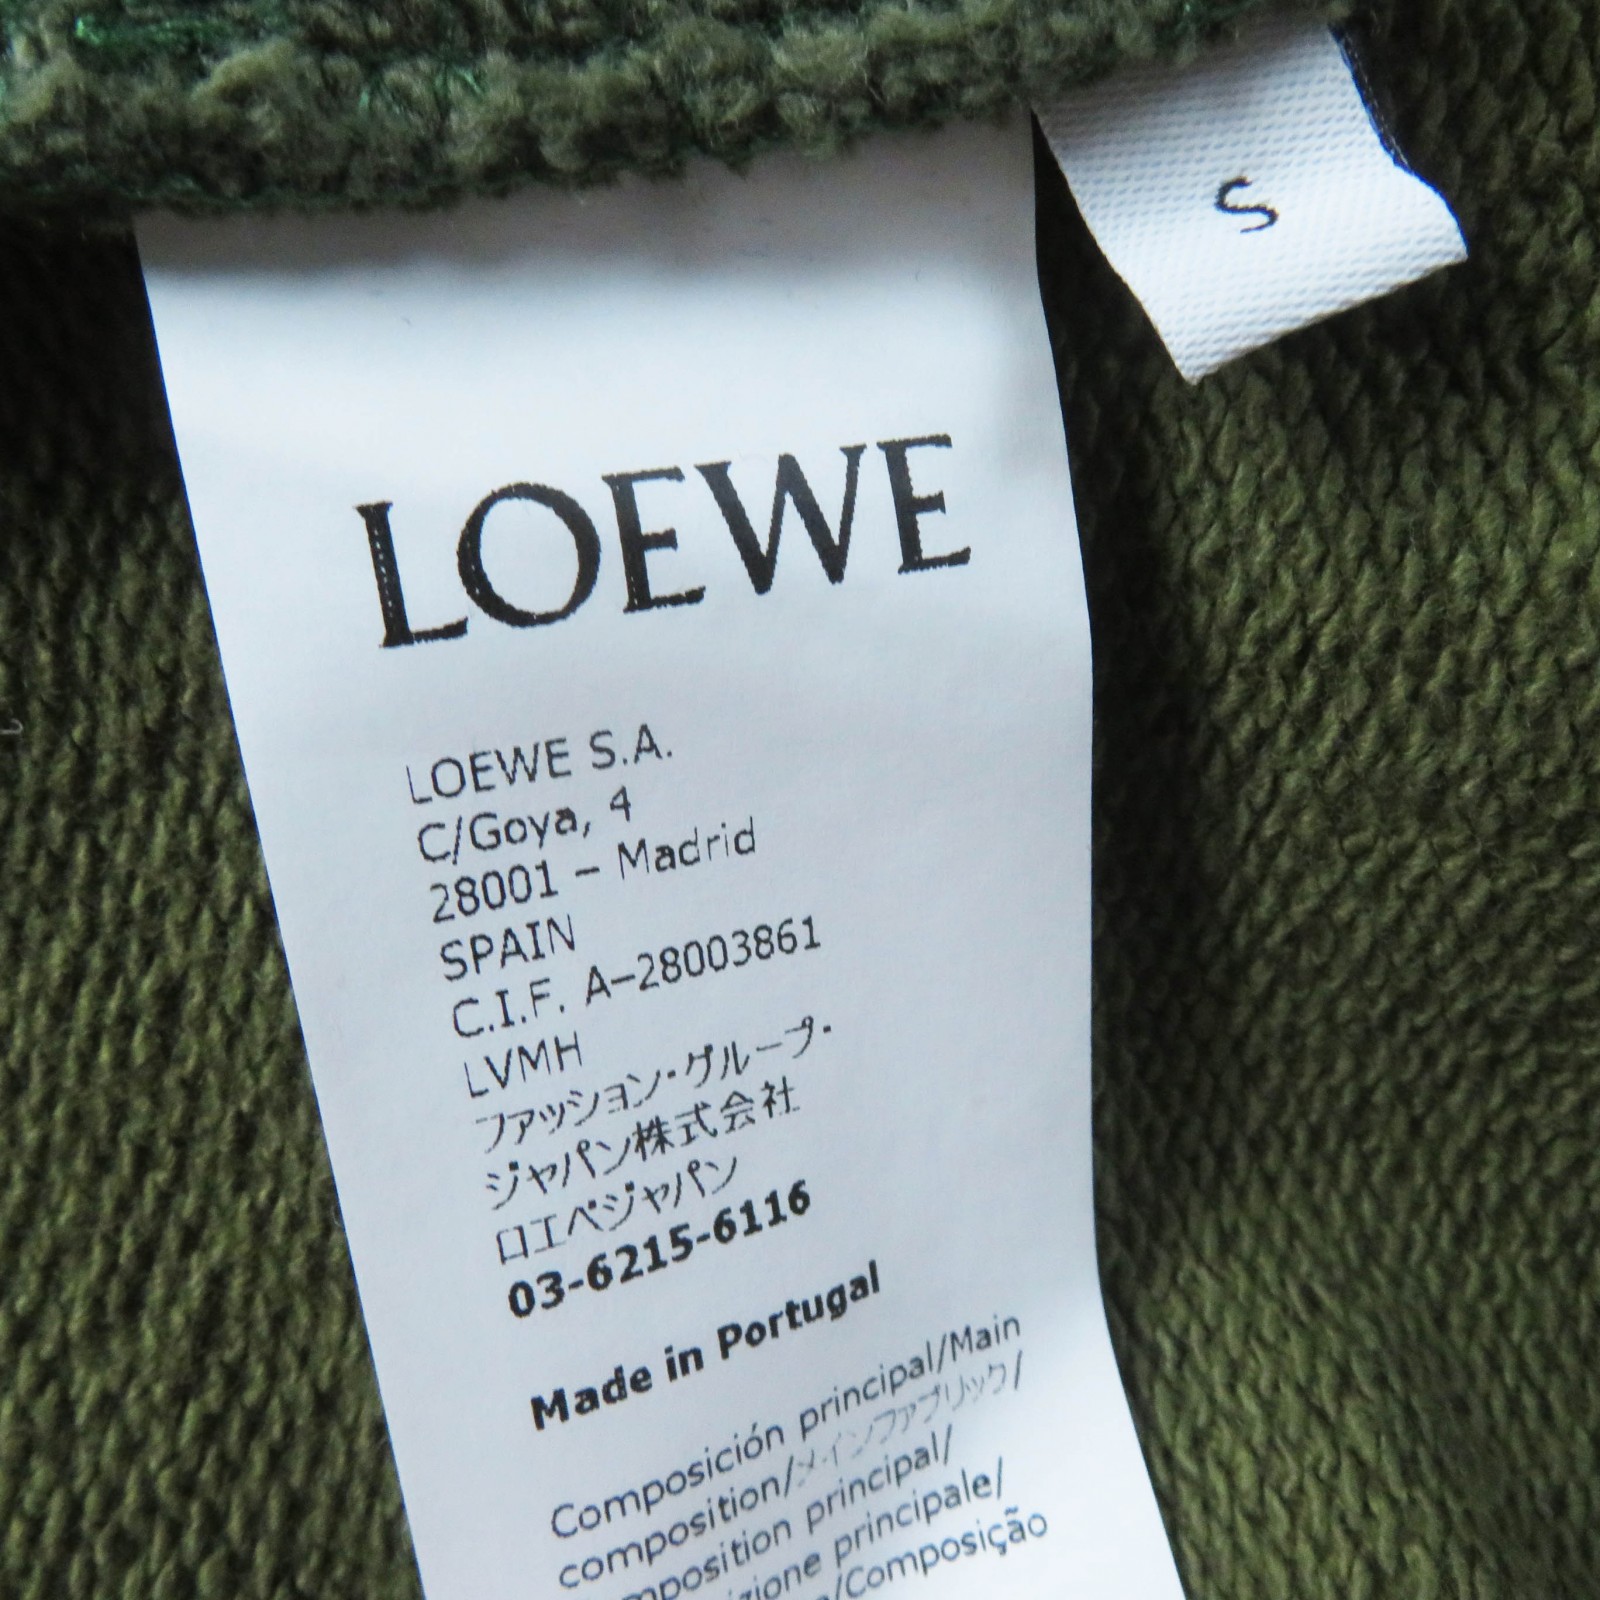 S
LOEWE
LOEWE S.A.
C/Goya, 4
28001 – Madrid
SPAIN
C.I.F. A–28003861
LVMH
ファッション・グループ・
ジャパン株式会社
ロエベジャパン
03-6215-6116
Made in Portugal
Composición principal/Main
composition/メインファブリック/
composition principal/
principale/
/Composição